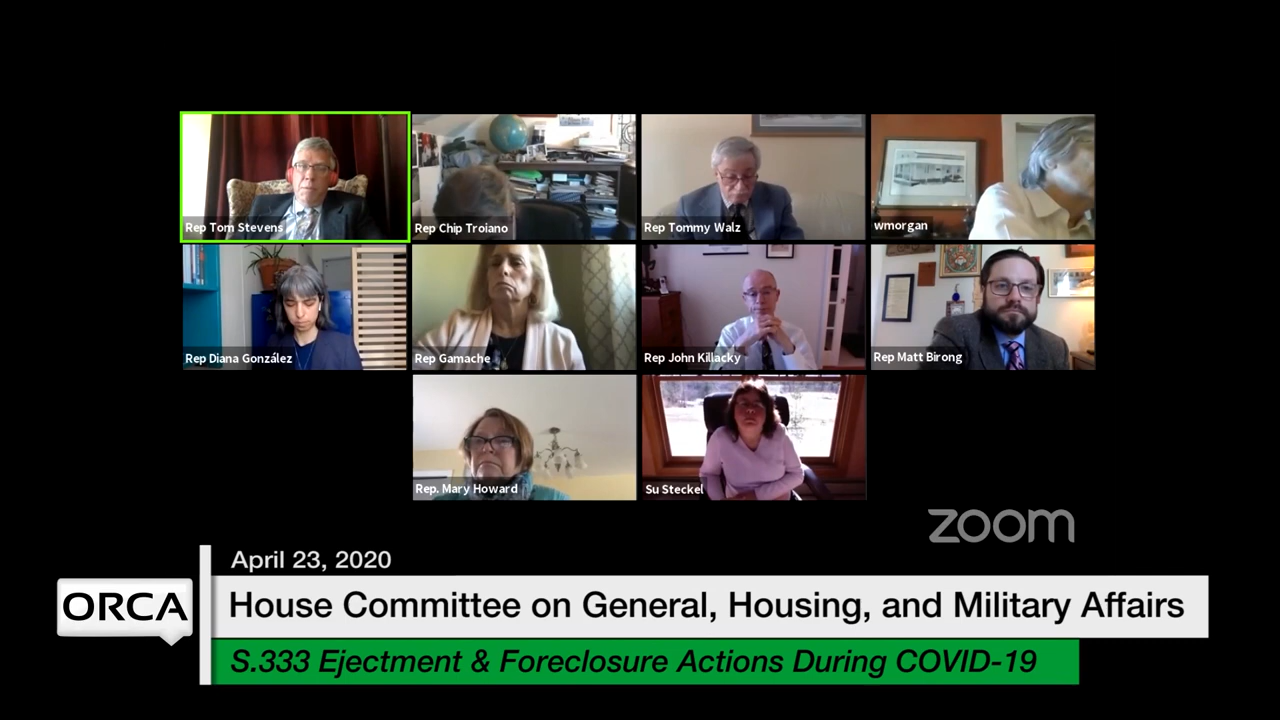 Rep Tom Stevens
Rep Chip Troiano
Rep Tommy Walz
wmorgan
Rep Diana González
Rep Gamache
Rep John Killacky
Rep Matt Birong
Rep. Mary Howard
Su Steckel
zoom
April 23, 2020
ORCA
House Committee on General, Housing, and Military Affairs
S.333 Ejectment & Foreclosure Actions During COVID-19